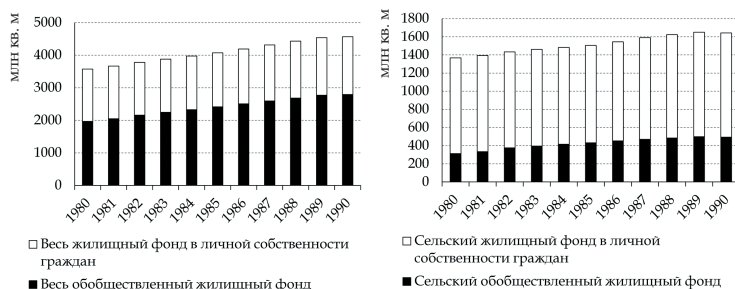 млн кв. м
5000
4000
3000
2000
1000
0
1980 1981 1982 1983 1984 1985 1986 1987 1988 1989 1990
Весь жилищный фонд в личной собственности
граждан
Весь обобществленный жилищный фонд
млн кв. м
1800
1600
1400
1200
1000
800
600
400
200
0
1980 1981 1982 1983 1984 1985 1986 1987 1988 1989 1990
Сельский жилищный фонд в личной
собственности граждан
Сельский обобществленный жилищный фонд